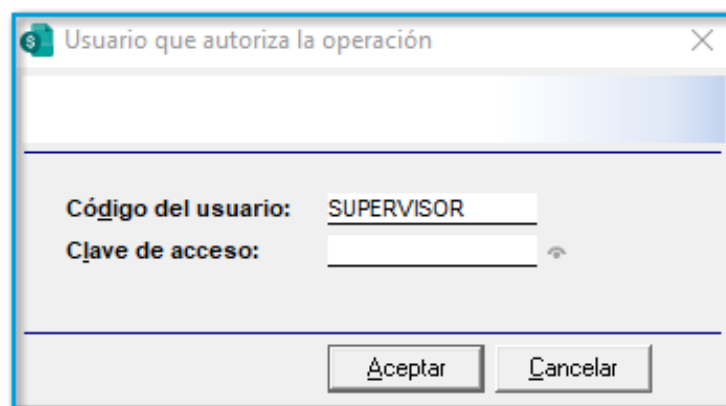 Usuario que autoriza la operación
Código del usuario: SUPERVISOR
Clave de acceso:
Aceptar Cancelar